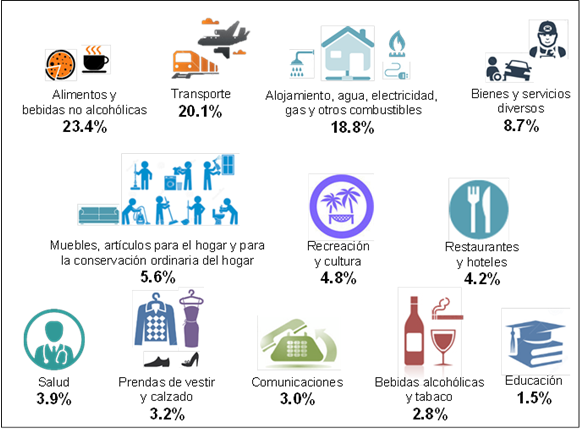 Alimentos y
bebidas no alcohólicas
23.4%
Transporte
20.1%
Alojamiento, agua, electricidad,
gas y otros combustibles
18.8%
Bienes y servicios
diversos
8.7%
Muebles, artículos para el hogar y para
la conservación ordinaria del hogar
5.6%
Recreación
y cultura
4.8%
Restaurantes
y hoteles
4.2%
Salud
3.9%
Prendas de vestir
y calzado
3.2%
Comunicaciones
3.0%
Bebidas alcohólicas
y tabaco
2.8%
Educación
1.5%